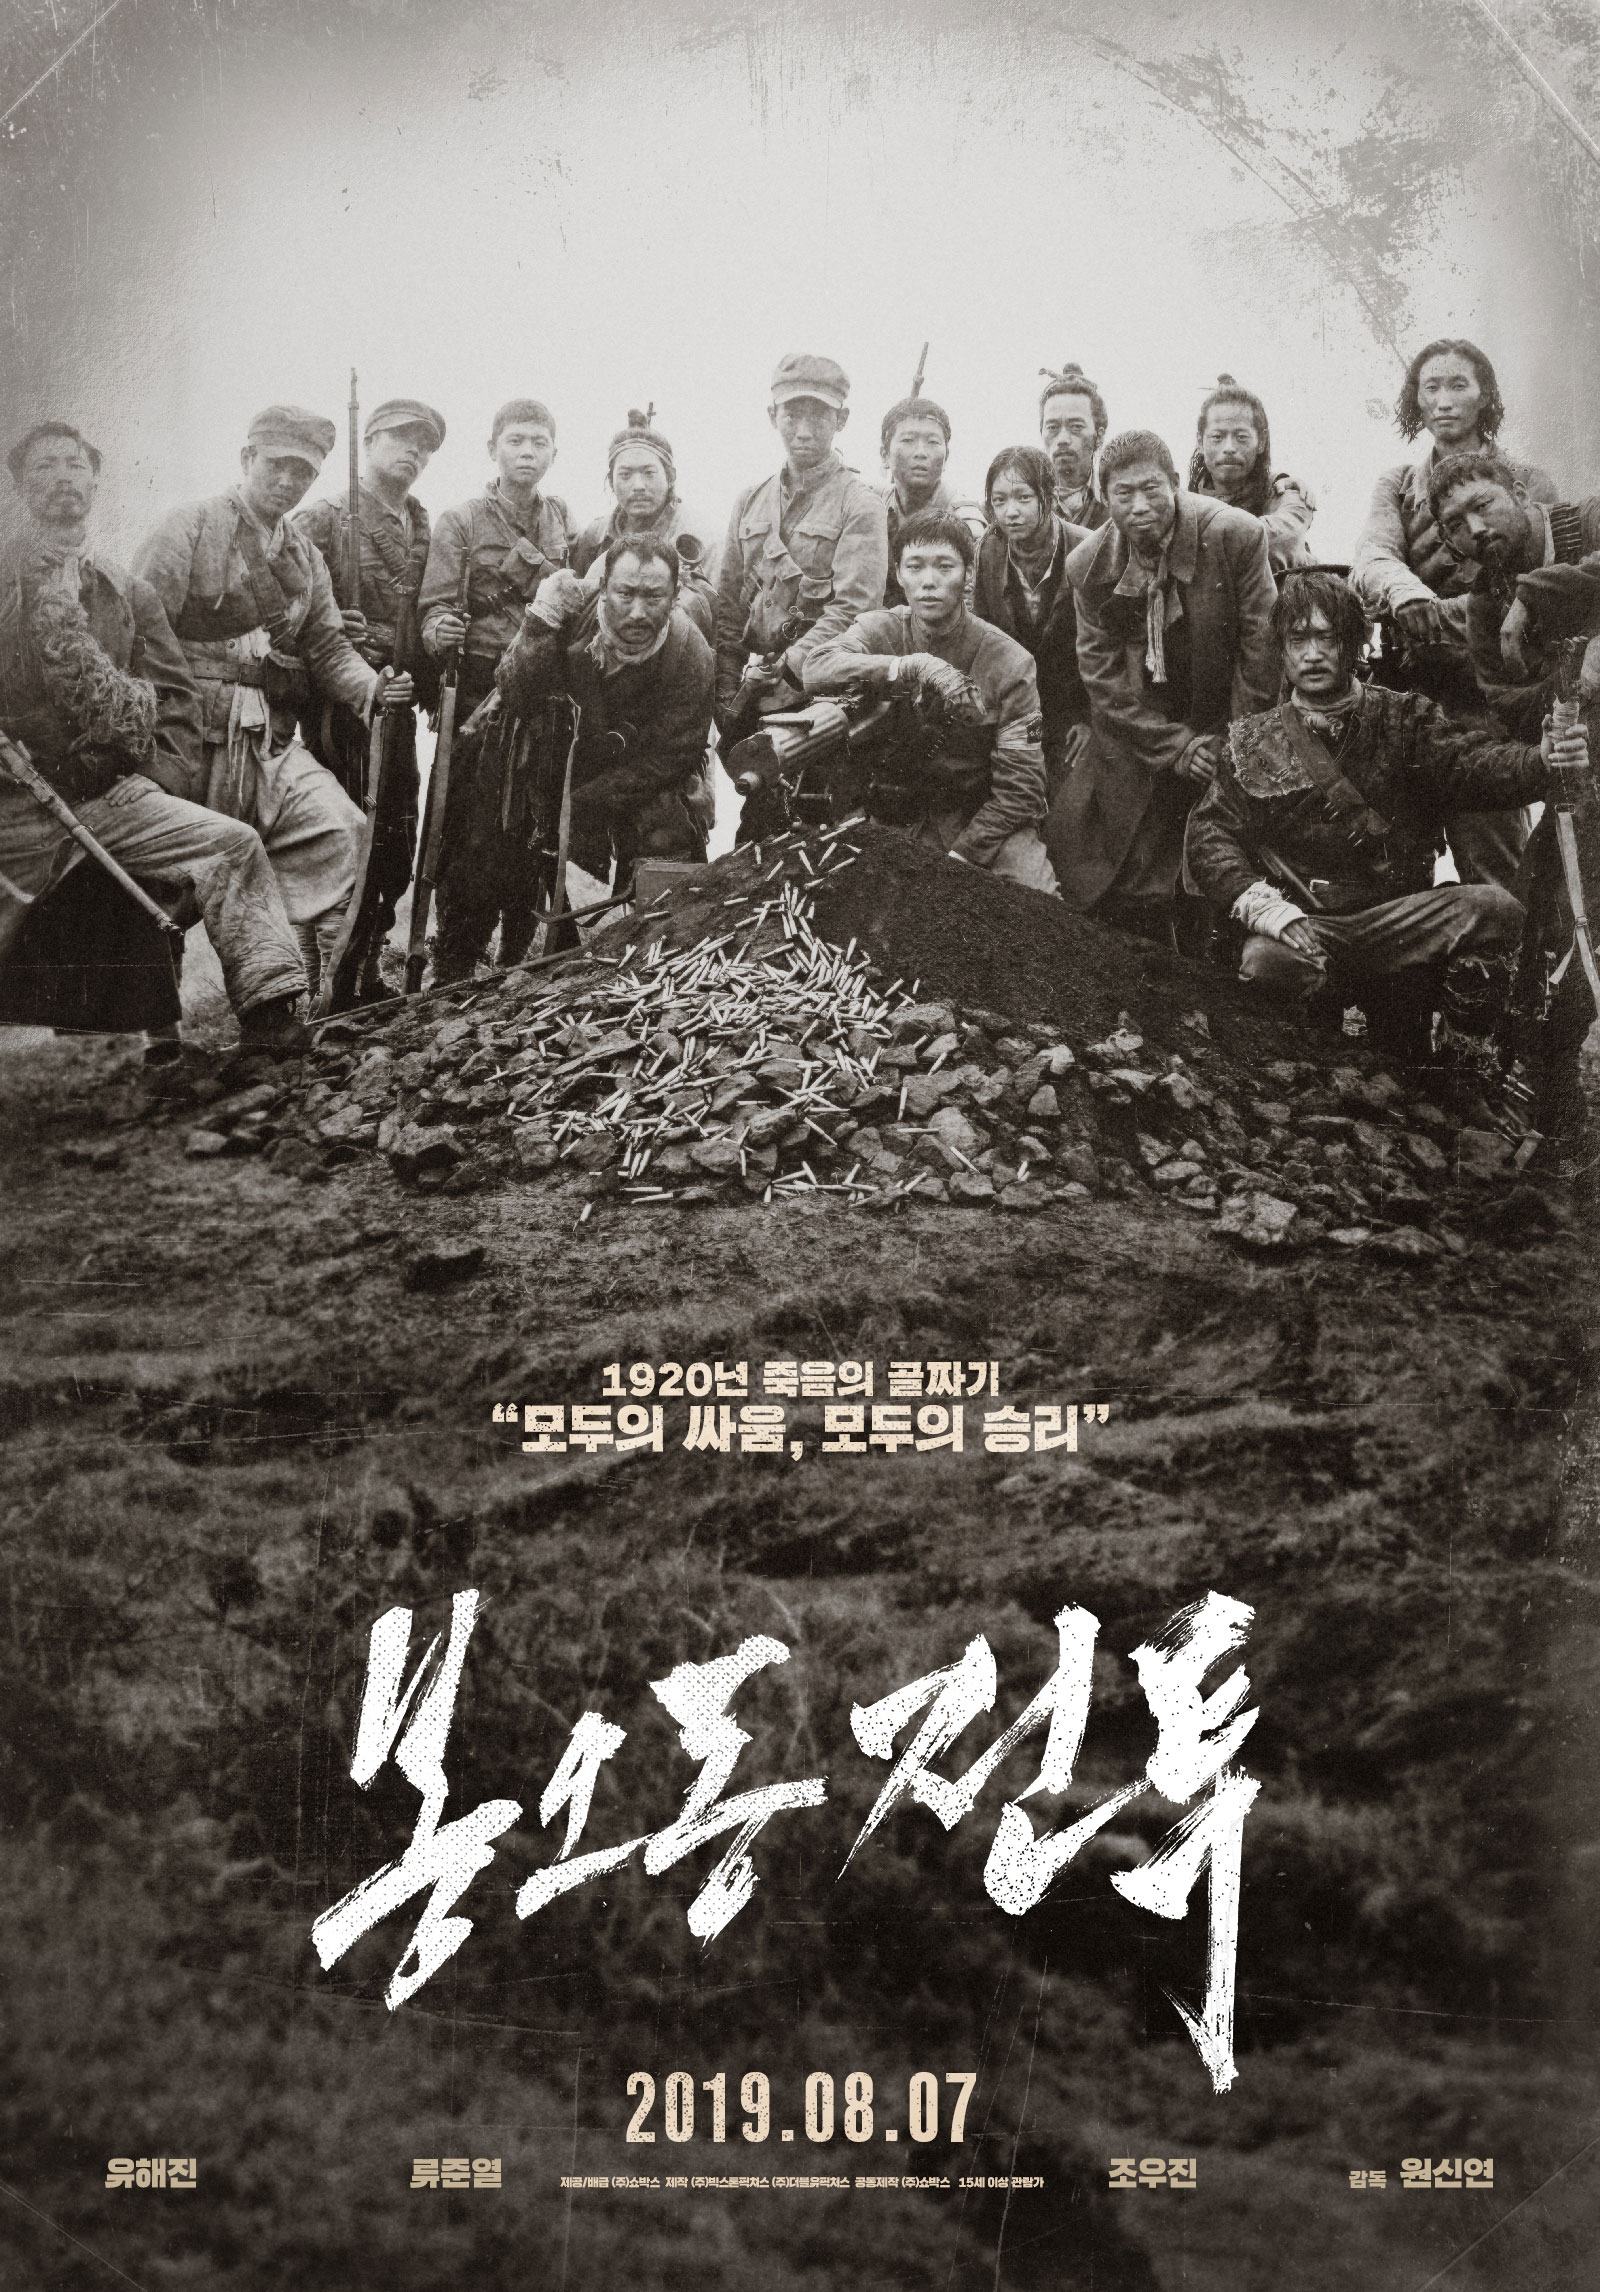 1920년 죽음의 골짜기
“모두의 싸움, 모두의 승리”
봉오동 전투
2019.08.07
유해진 류준열 제공/배급 (주)쇼박스 제작 (주)빅스톤픽쳐스 (주)더블유픽처스 공동제작 (주)쇼박스 15세 이상 관람가 조우진 감독 원신연